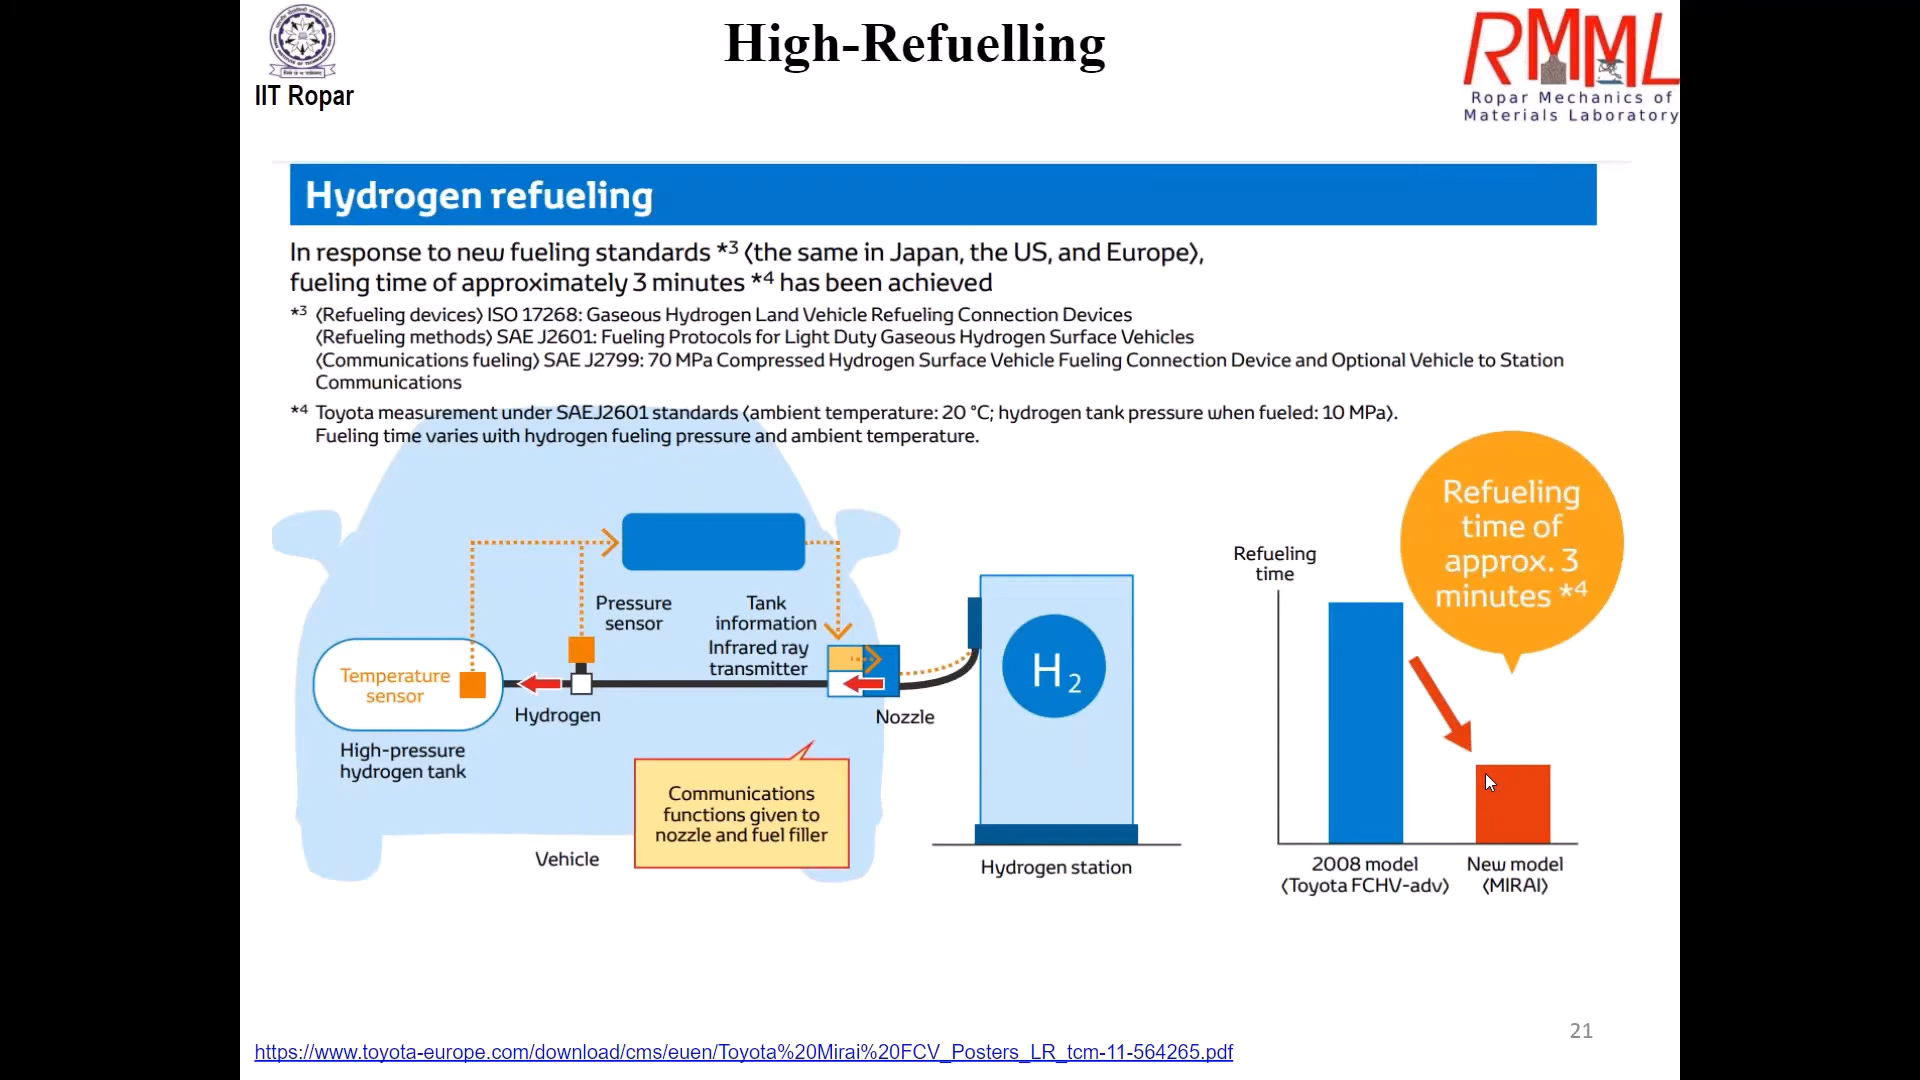 High-Refuelling
IIT Ropar
RMML
Ropar Mechanics of
Materials Laboratory
Hydrogen refueling
In response to new fueling standards *3 (the same in Japan, the US, and Europe),
fueling time of approximately 3 minutes *4 has been achieved
*3 (Refueling devices) ISO 17268: Gaseous Hydrogen Land Vehicle Refueling Connection Devices
(Refueling methods) SAE J2601: Fueling Protocols for Light Duty Gaseous Hydrogen Surface Vehicles
(Communications fueling) SAE J2799: 70 MPa Compressed Hydrogen Surface Vehicle Fueling Connection Device and Optional Vehicle to Station
Communications
*4 Toyota measurement under SAEJ2601 standards (ambient temperature: 20 °C; hydrogen tank pressure when fueled: 10 MPa).
Fueling time varies with hydrogen fueling pressure and ambient temperature.
Pressure
sensor
Tank
information
Infrared ray
transmitter
Temperature
sensor
Hydrogen
Nozzle
High-pressure
hydrogen tank
Communications
functions given to
nozzle and fuel filler
Vehicle
H2
Hydrogen station
Refueling
time
Refueling
time of
approx. 3
minutes *4
2008 model
(Toyota FCHV-adv)
New model
(MIRAI)
21
https://www.toyota-europe.com/download/cms/euen/Toyota%20Mirai%20FCV_Posters_LR_tcm-11-564265.pdf